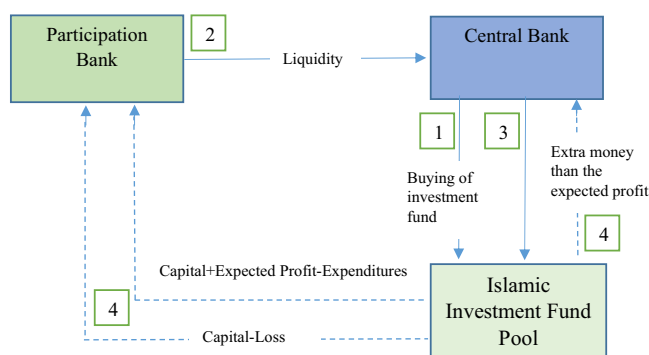 Participation
Bank
2
Liquidity
Central Bank
1
3
Buying of
investment
fund
Extra money
than the
expected profit
4
Capital+Expected Profit-Expenditures
4
Capital-Loss
Islamic
Investment Fund
Pool